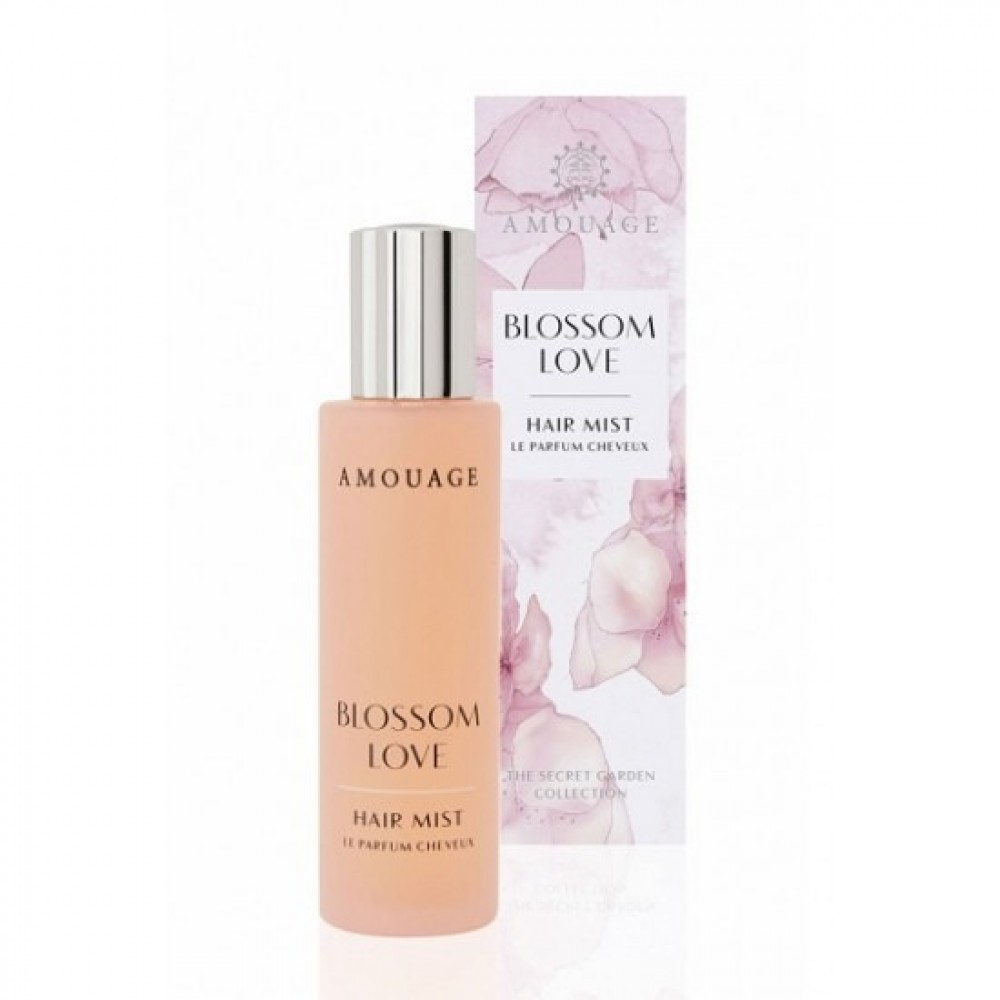 AMOUAGE
BLOSSOM
LOVE
HAIR MIST
LE PARFUM CHEVEUX
THE SECRET GARDEN
COLLECTION
AMOUAGE
BLOSSOM
LOVE
HAIR MIST
LE PARFUM CHEVEUX